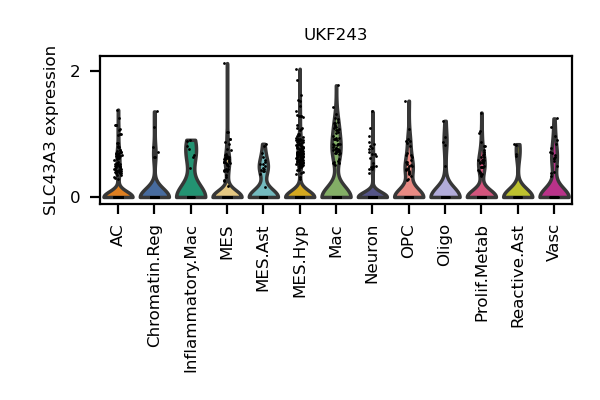 UKF243
SLC43A3 expression
2
0
AC
Chromatin.Reg
Inflammatory.Mac
MES
MES.Ast
MES.Hyp
Mac
Neuron
OPC
Oligo
Prolif.Metab
Reactive.Ast
Vasc